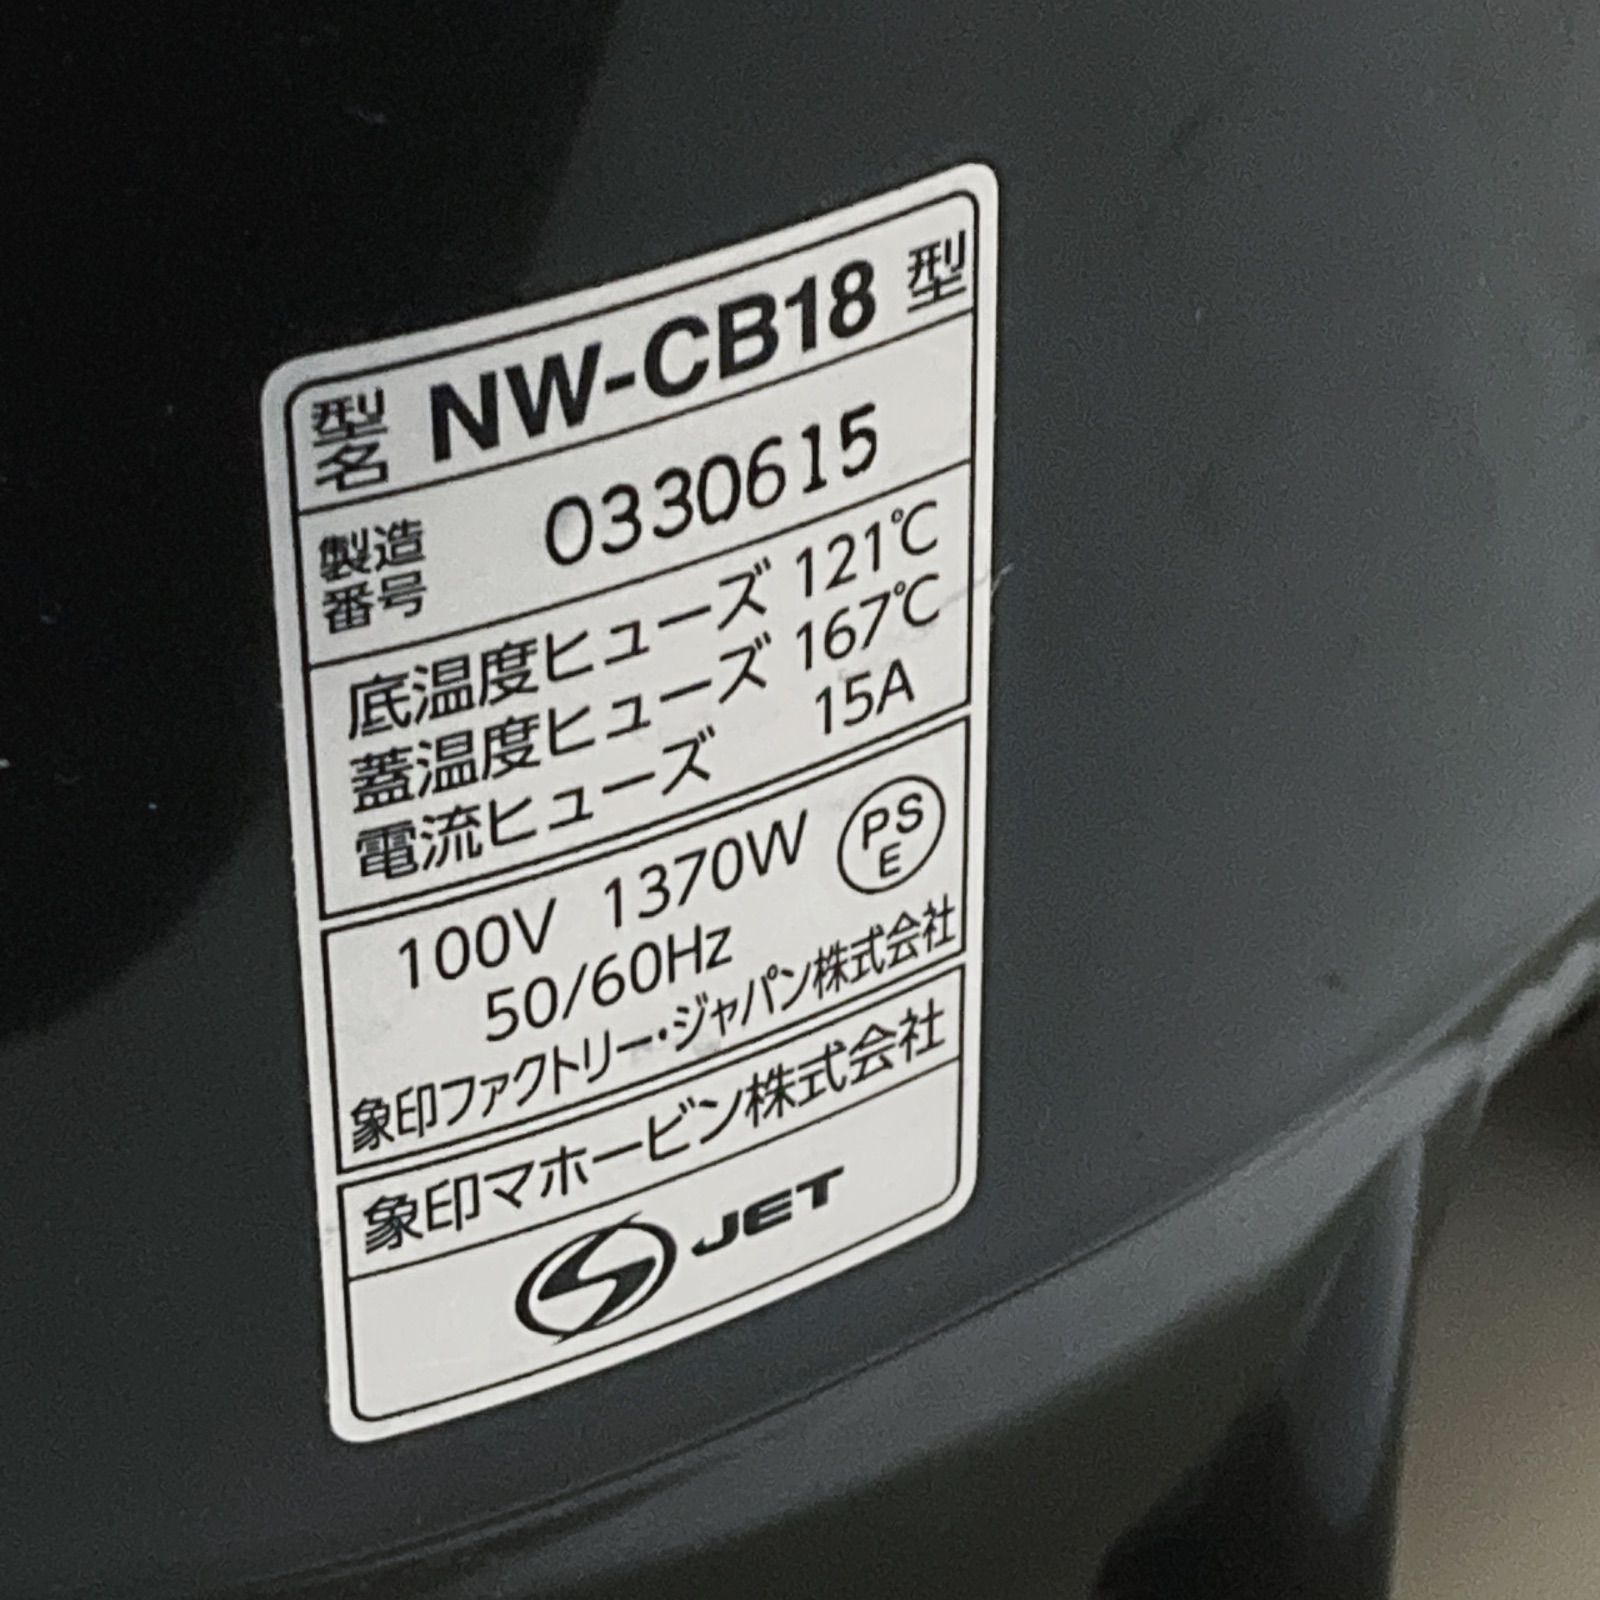 型名 NW-CB18 型
製造番号 0330615
底温度ヒューズ 121℃
蓋温度ヒューズ 167℃
電流ヒューズ 15A
100V 1370W PSE
50/60Hz
象印ファクトリー・ジャパン株式会社
象印マホービン株式会社
JET